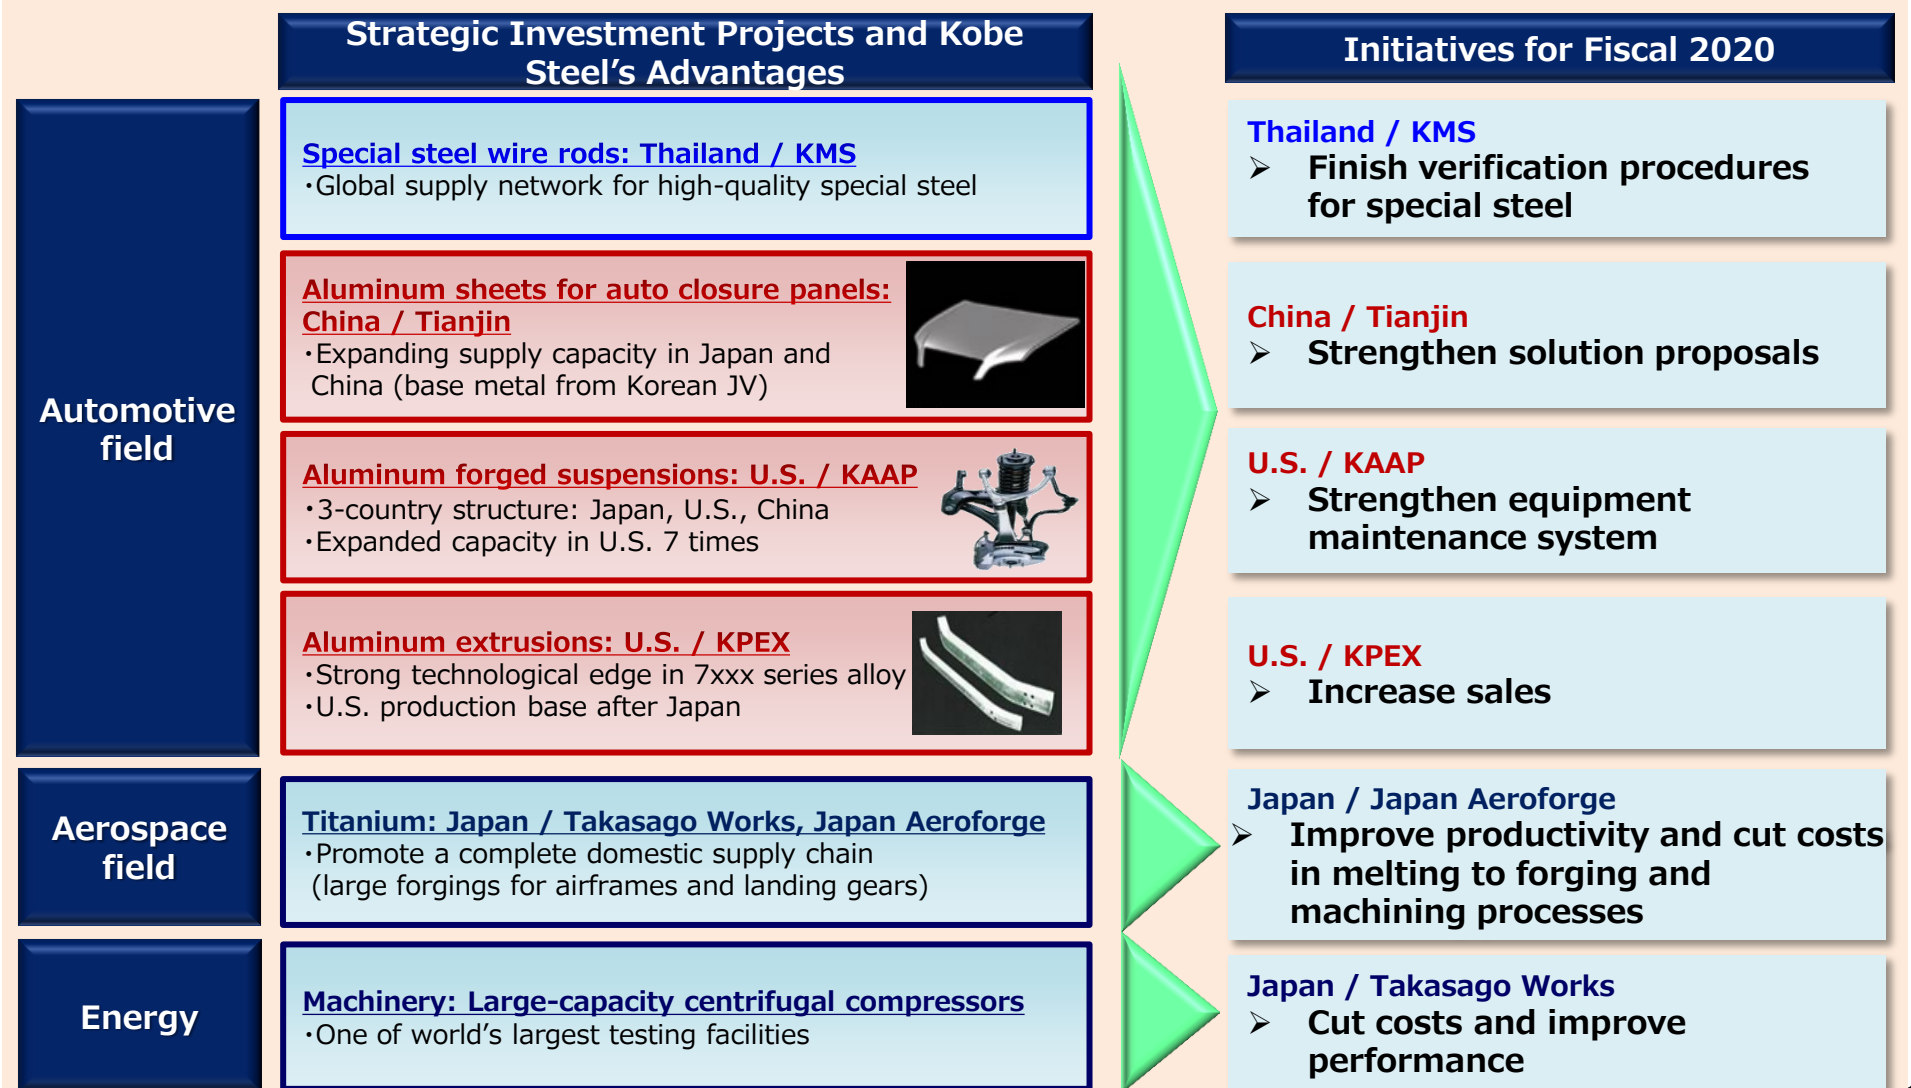 Strategic Investment Projects and Kobe
Steel’s Advantages
Initiatives for Fiscal 2020
Automotive
field
Special steel wire rods: Thailand / KMS
･Global supply network for high-quality special steel
Thailand / KMS
➢ Finish verification procedures
for special steel
Aluminum sheets for auto closure panels:
China / Tianjin
･Expanding supply capacity in Japan and
China (base metal from Korean JV)
China / Tianjin
➢ Strengthen solution proposals
Aluminum forged suspensions: U.S. / KAAP
･3-country structure: Japan, U.S., China
･Expanded capacity in U.S. 7 times
U.S. / KAAP
➢ Strengthen equipment
maintenance system
Aluminum extrusions: U.S. / KPEX
･Strong technological edge in 7xxx series alloy
･U.S. production base after Japan
U.S. / KPEX
➢ Increase sales
Aerospace
field
Titanium: Japan / Takasago Works, Japan Aeroforge
･Promote a complete domestic supply chain
(large forgings for airframes and landing gears)
Japan / Japan Aeroforge
➢ Improve productivity and cut costs
in melting to forging and
machining processes
Energy
Machinery: Large-capacity centrifugal compressors
･One of world’s largest testing facilities
Japan / Takasago Works
➢ Cut costs and improve
performance